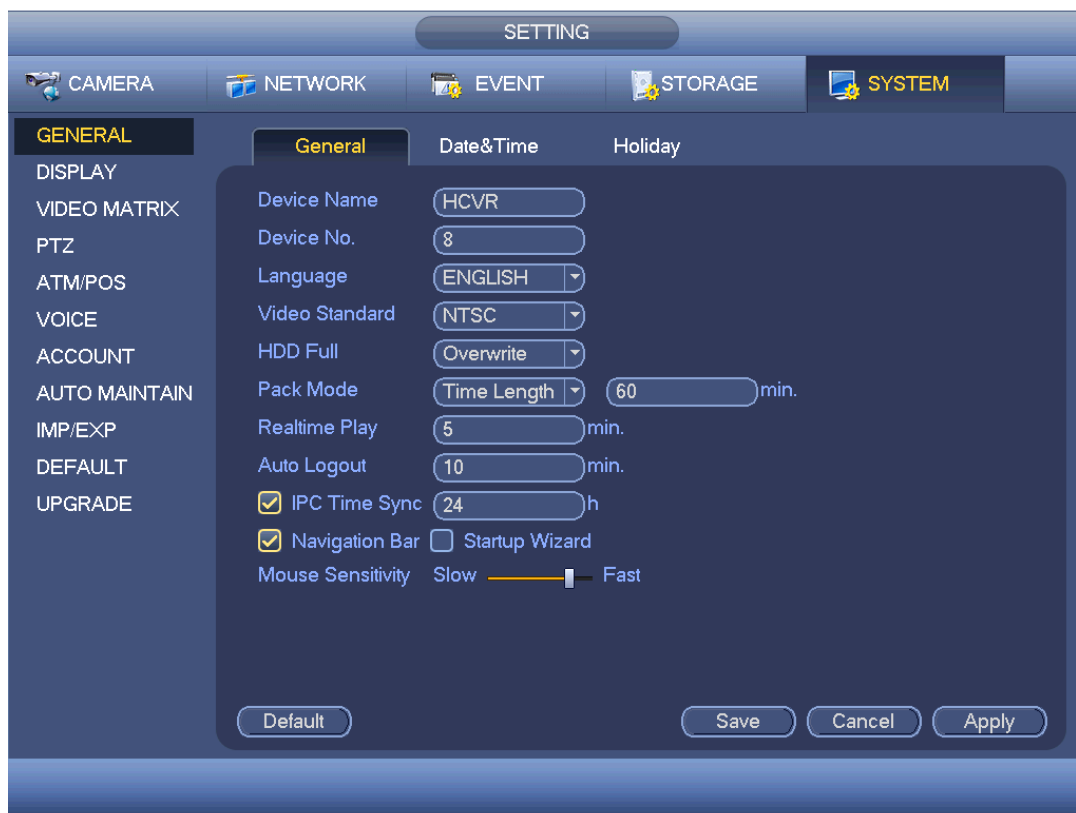 SETTING
CAMERA NETWORK EVENT STORAGE SYSTEM
GENERAL
DISPLAY
VIDEO MATRIX
PTZ
ATM/POS
VOICE
ACCOUNT
AUTO MAINTAIN
IMP/EXP
DEFAULT
UPGRADE
General Date&Time Holiday
Device Name HCVR
Device No. 8
Language ENGLISH
Video Standard NTSC
HDD Full Overwrite
Pack Mode Time Length 60 min.
Realtime Play 5 min.
Auto Logout 10 min.
IPC Time Sync 24 h
Navigation Bar Startup Wizard
Mouse Sensitivity Slow Fast
Default Save Cancel Apply